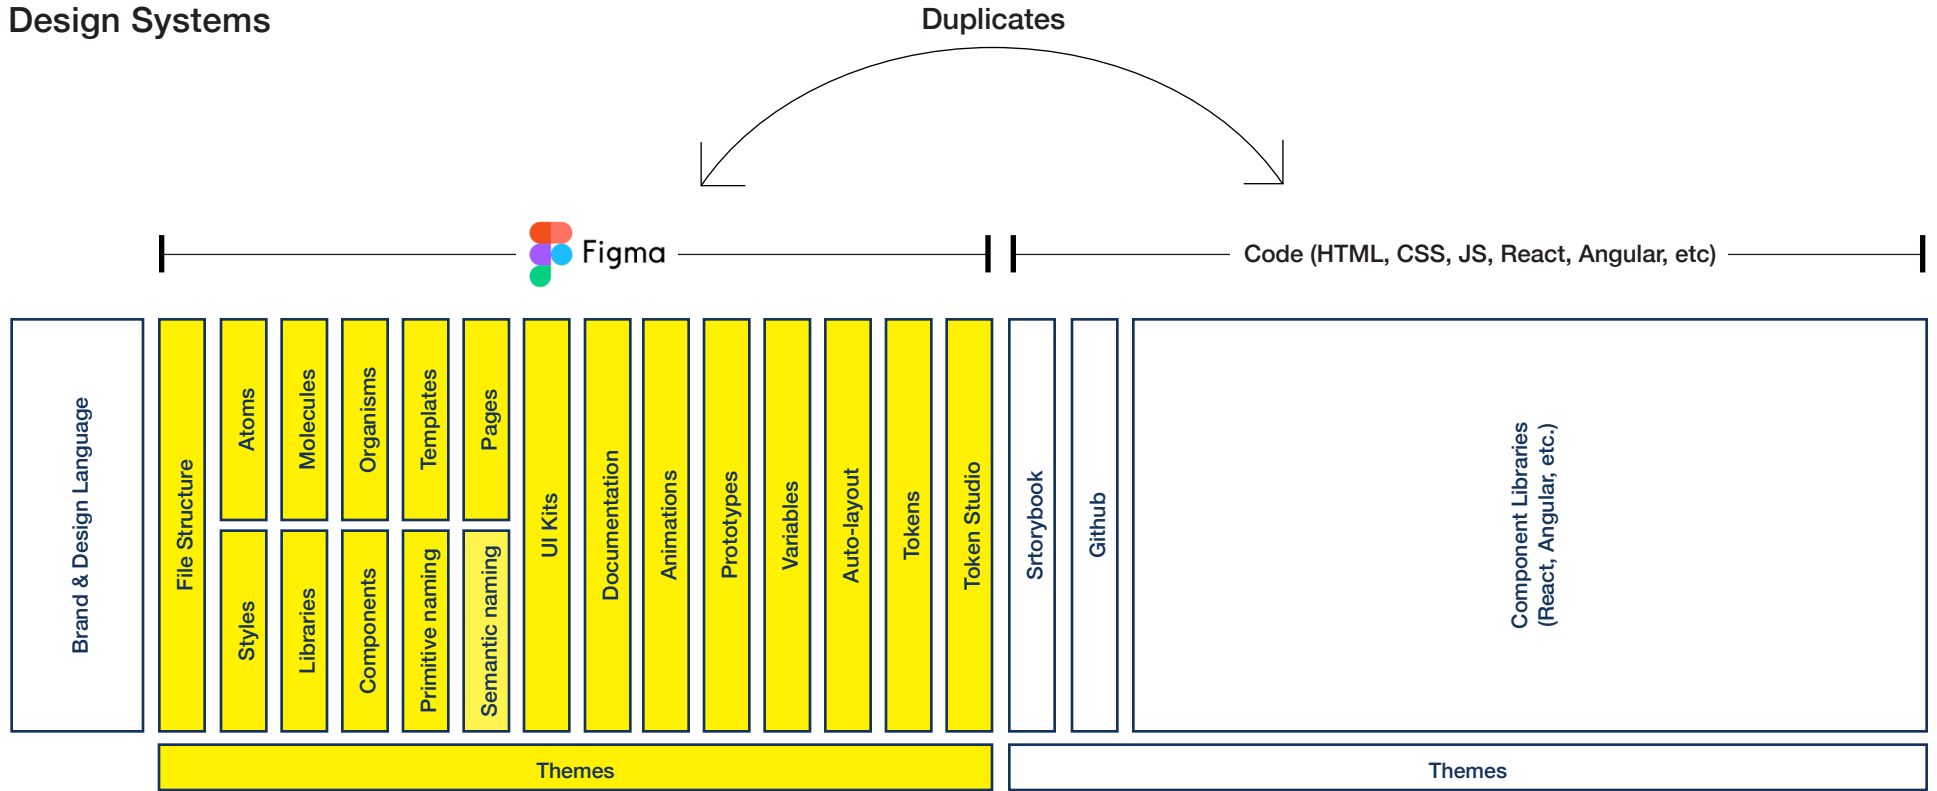 Design Systems
Duplicates
Figma
Code (HTML, CSS, JS, React, Angular, etc)
Brand & Design Language
File Structure
Atoms
Molecules
Organisms
Templates
Pages
Styles
Libraries
Components
Primitive naming
Semantic naming
UI Kits
Documentation
Animations
Prototypes
Variables
Auto-layout
Tokens
Token Studio
Srtorybook
Github
Component Libraries
(React, Angular, etc.)
Themes
Themes